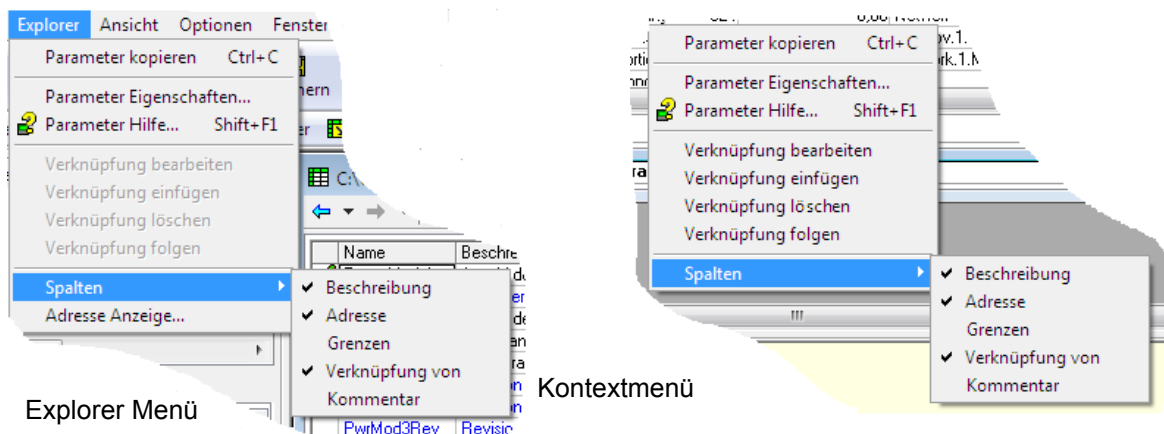 Explorer Ansicht Optionen Fenster
Parameter kopieren Ctrl+C
Parameter Eigenschaften...
Parameter Hilfe... Shift+F1
Verknüpfung bearbeiten
Verknüpfung einfügen
Verknüpfung löschen
Verknüpfung folgen
Spalten
Adresse Anzeige...
C:\
Name Beschre
Beschreibung
Adresse
Grenzen
Verknüpfung von
Kommentar
PwrMod3Rev Revisic
Explorer Menü
Parameter kopieren Ctrl+C
Parameter Eigenschaften...
Parameter Hilfe... Shift+F1
Verknüpfung bearbeiten
Verknüpfung einfügen
Verknüpfung löschen
Verknüpfung folgen
Spalten
Beschreibung
Adresse
Grenzen
Verknüpfung von
Kommentar
Kontextmenü